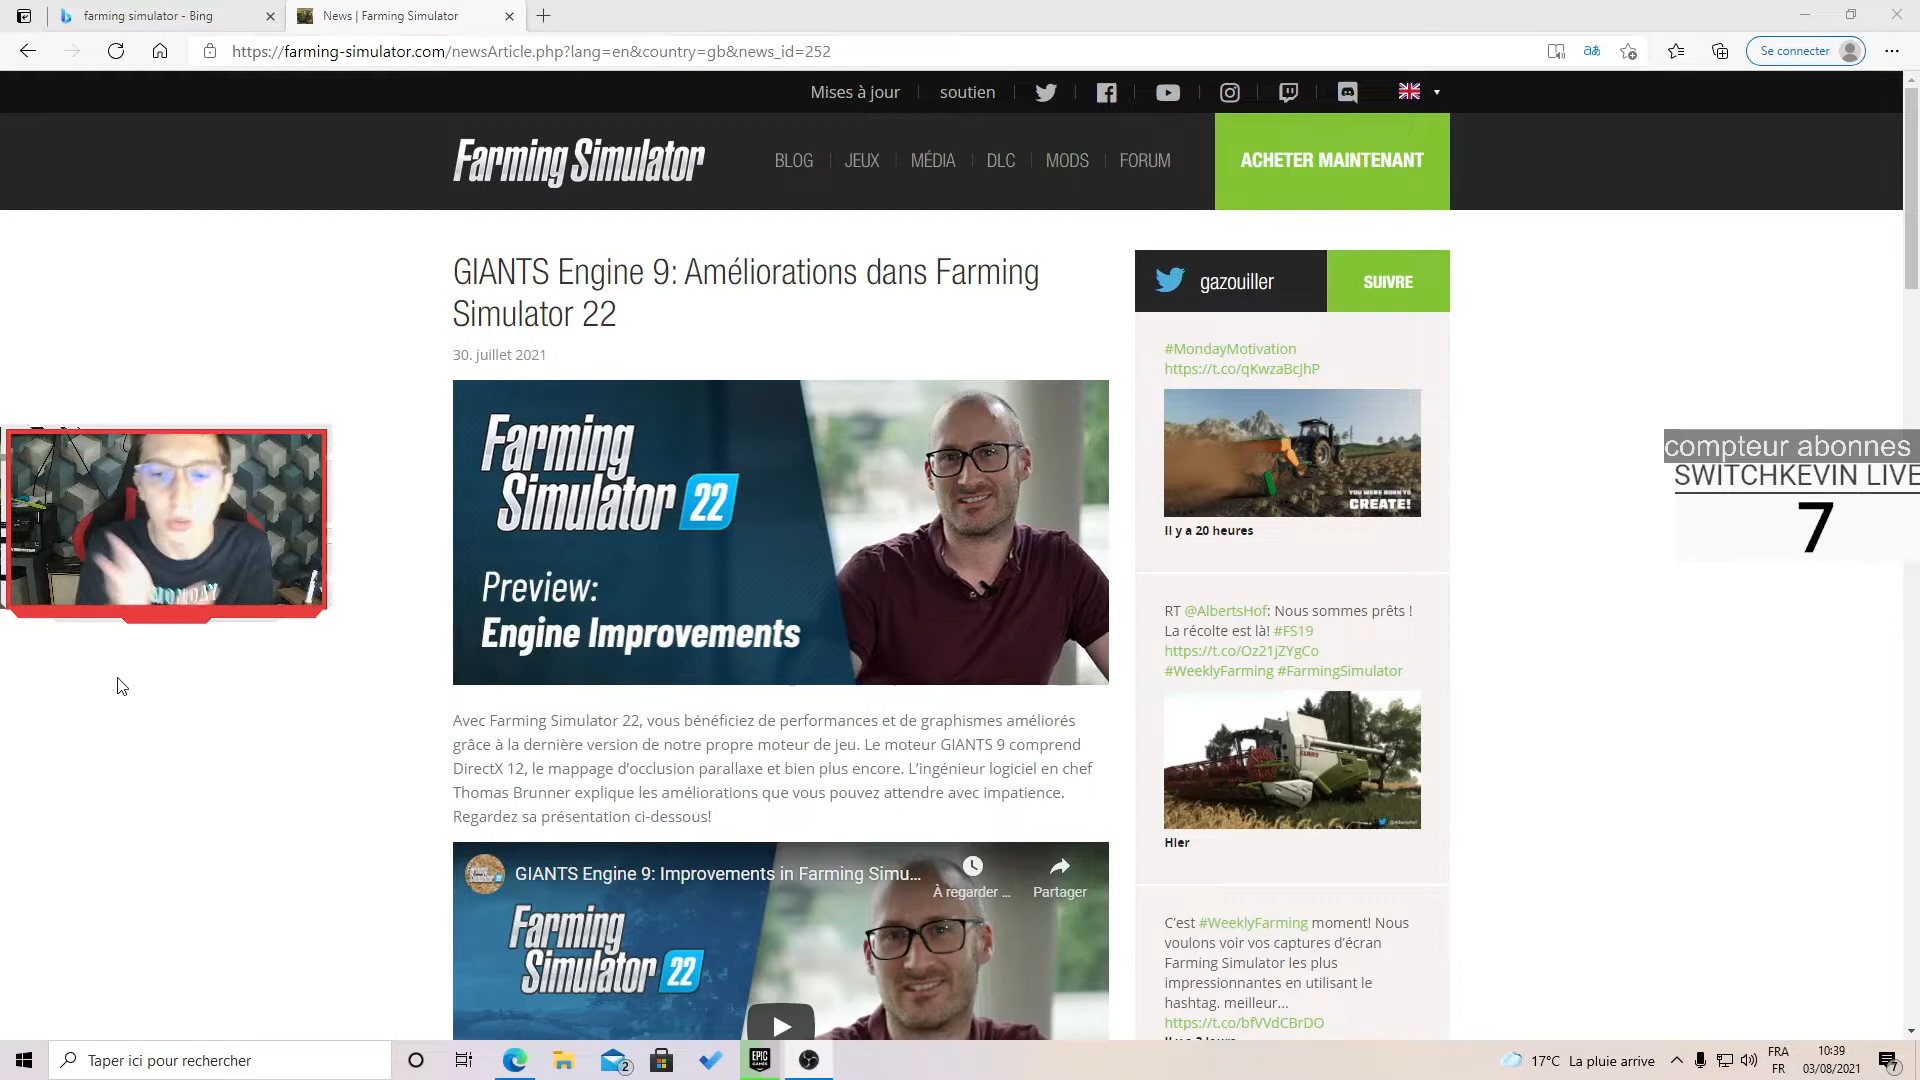 farming simulator - Bing
News | Farming Simulator
https://farming-simulator.com/newsArticle.php?lang=en&country=gb&news_id=252
Se connecter
Mises à jour
soutien
Farming Simulator
BLOG
JEUX
MÉDIA
DLC
MODS
FORUM
ACHETER MAINTENANT
GIANTS Engine 9: Améliorations dans Farming
Simulator 22
30. juillet 2021
Farming
Simulator 22
Preview:
Engine Improvements
Avec Farming Simulator 22, vous bénéficiez de performances et de graphismes améliorés
grâce à la dernière version de notre propre moteur de jeu. Le moteur GIANTS 9 comprend
DirectX 12, le mappage d'occlusion parallaxe et bien plus encore. L'ingénieur logiciel en chef
Thomas Brunner explique les améliorations que vous pouvez attendre avec impatience.
Regardez sa présentation ci-dessous!
GIANTS Engine 9: Improvements in Farming Simu...
À regarder ...
Partager
Farming
Simulator 22
gazouiller
SUIVRE
#MondayMotivation
https://t.co/qKwzaBcJhP
YOU WERE BORN TO
CREATE!
Il y a 20 heures
RT @AlbertsHof: Nous sommes prêts !
La récolte est là! #FS19
https://t.co/Oz21jZYgCo
#WeeklyFarming #FarmingSimulator
Hier
C'est #WeeklyFarming moment! Nous
voulons voir vos captures d'écran
Farming Simulator les plus
impressionnantes en utilisant le
hashtag. meilleur...
https://t.co/bfVVdCBrDO
MONDAY
compteur abonnes
SWITCHKEVIN LIVE
7
Taper ici pour rechercher
2
EPIC
GAMES
17°C La pluie arrive
FRA
FR
10:39
03/08/2021
7